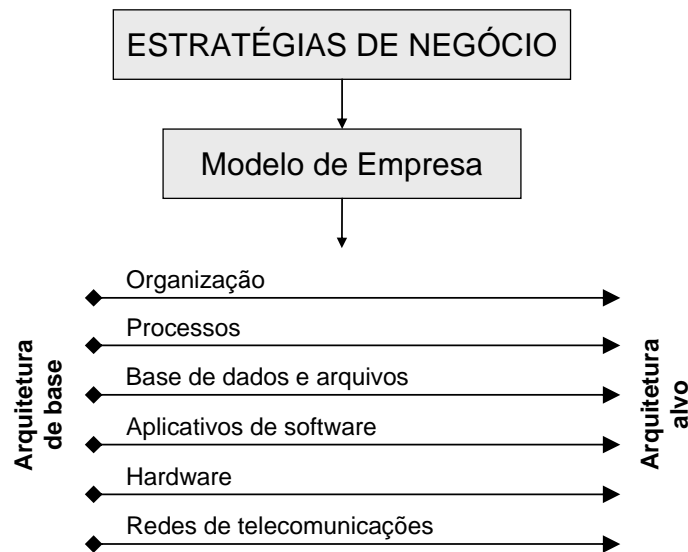 ESTRATÉGIAS DE NEGÓCIO
Modelo de Empresa
Organização
Processos
Base de dados e arquivos
Aplicativos de software
Hardware
Redes de telecomunicações
Arquitetura
de base
Arquitetura
alvo